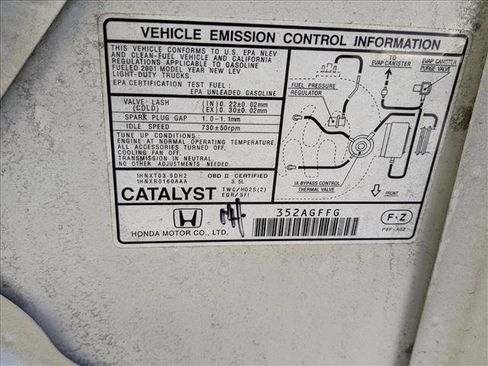 VEHICLE EMISSION CONTROL INFORMATION
THIS VEHICLE CONFORMS TO U.S. EPA NLEV
AND CLEAN-FUEL VEHICLE AND CALIFORNIA
REGULATIONS APPLICABLE TO GASOLINE
FUELED 2001 MODEL YEAR NEW LEV
LIGHT-DUTY TRUCKS.
EPA CERTIFICATION TEST FUEL :
EPA UNLEADED GASOLINE
VALVE LASH (IN) 0.22±0.02mm
(COLD) (EX) 0.30±0.02mm
SPARK PLUG GAP 1.0-1.1mm
IDLE SPEED 730±50rpm
TUNE UP CONDITIONS:
ENGINE AT NORMAL OPERATING TEMPERATURE,
ALL ACCESSORIES TURNED OFF,
COOLING FAN OFF,
TRANSMISSION IN NEUTRAL
NO OTHER ADJUSTMENTS NEEDED.
1HNXT03.5DH2 OBD II CERTIFIED
1HNXR0160AAA 3.5L
CATALYST TWC/HO2S(2)
EGR/SFI
FUEL PRESSURE
REGULATOR
TO
EVAP CANISTER
EVAP CANISTER
PURGE VALVE
IA BYPASS CONTROL
THERMAL VALVE
HONDA
HONDA MOTOR CO., LTD.
352AGFFG
F-Z